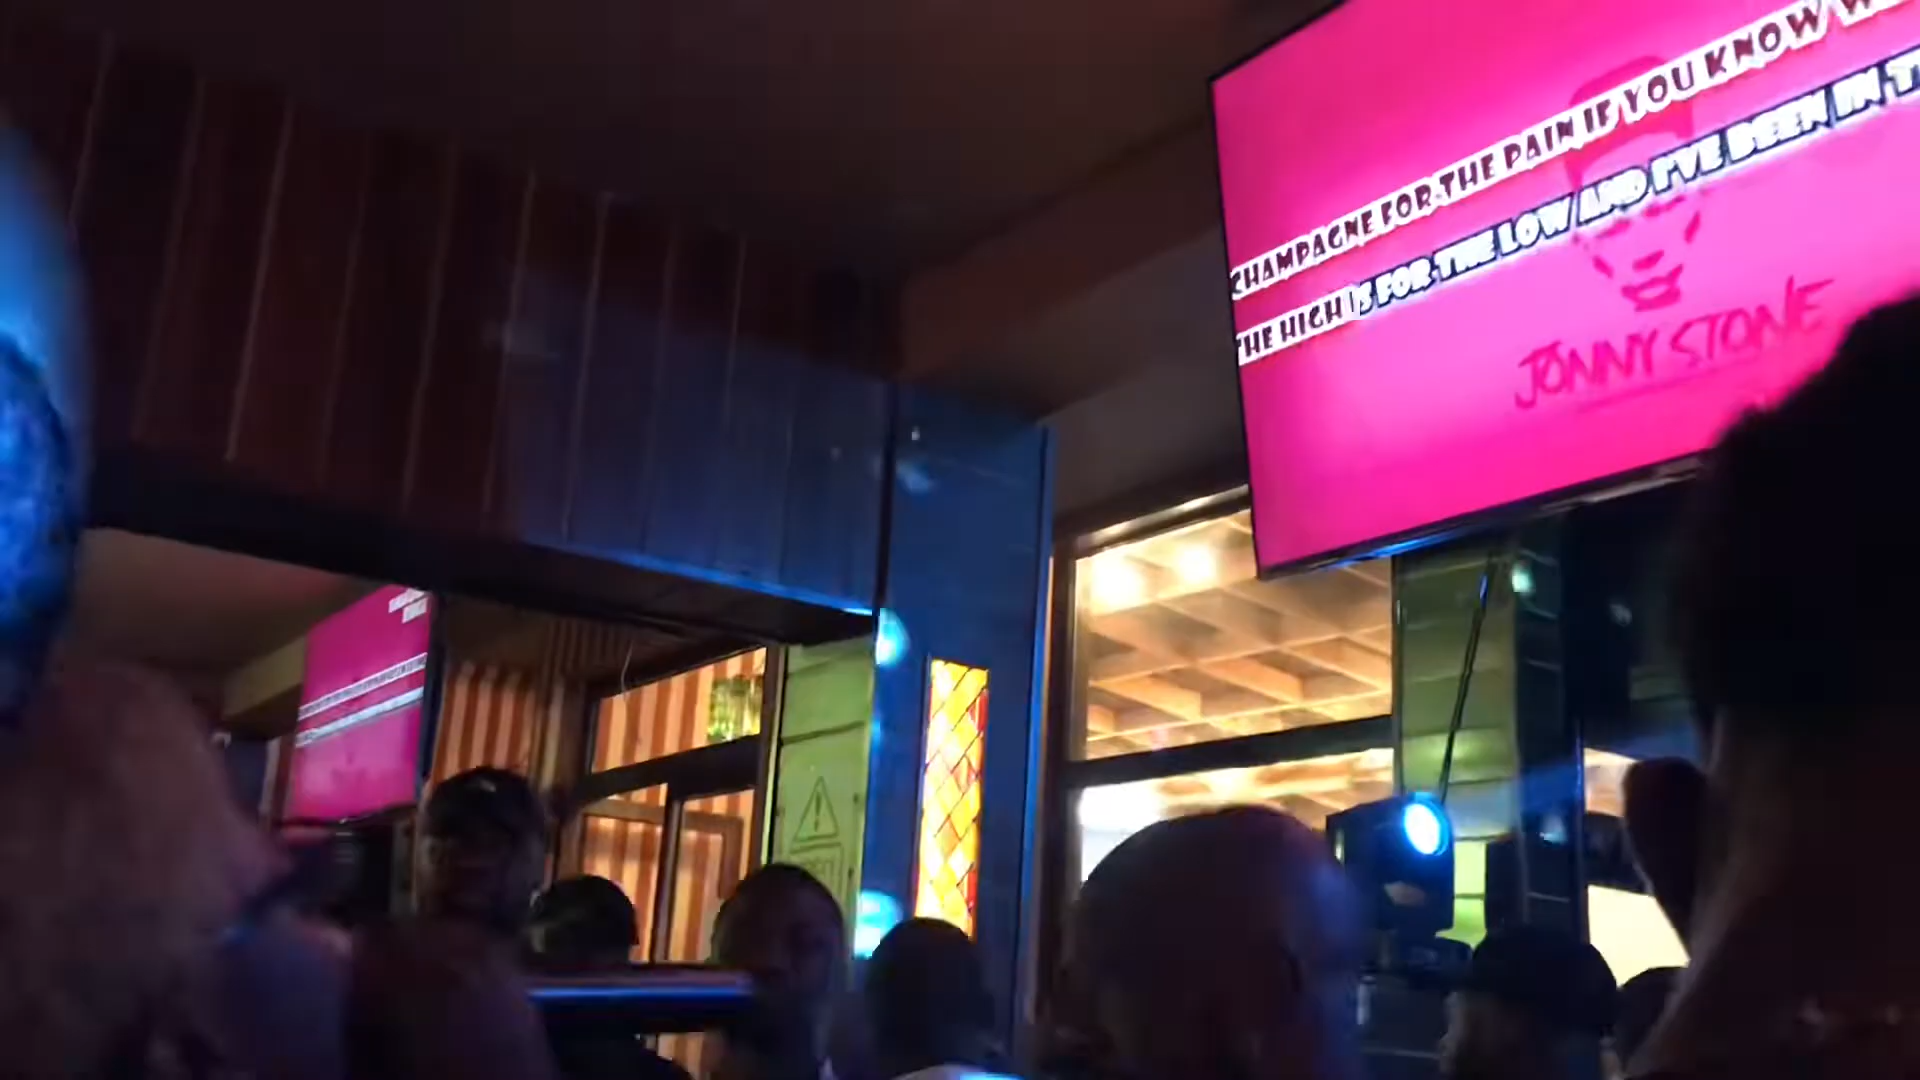 CHAMPAGNE FOR THE PAIN IF YOU KNOW
THE HIGH IS FOR THE LOW AND I'VE BEEN IN
JONNY STONE